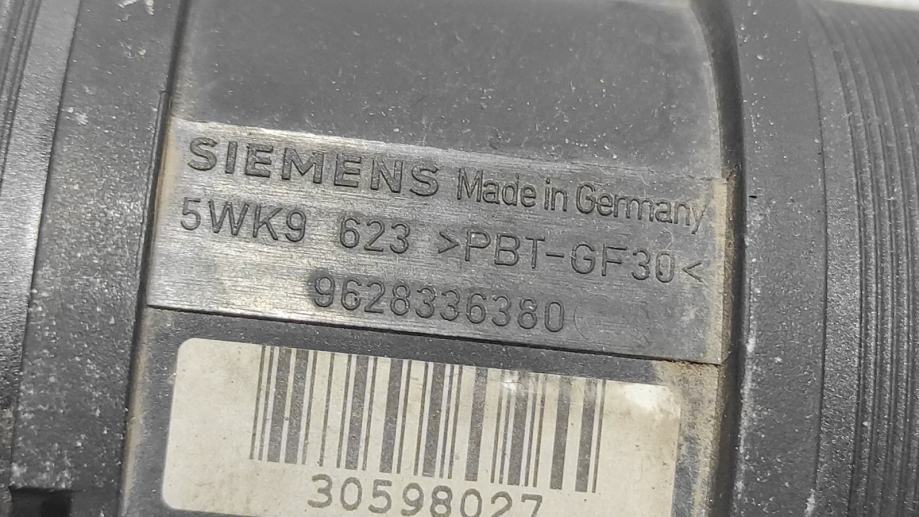 SIEMENS Made in Germany
5WK9 623 >PBT-GF30<
9628336380
30598027